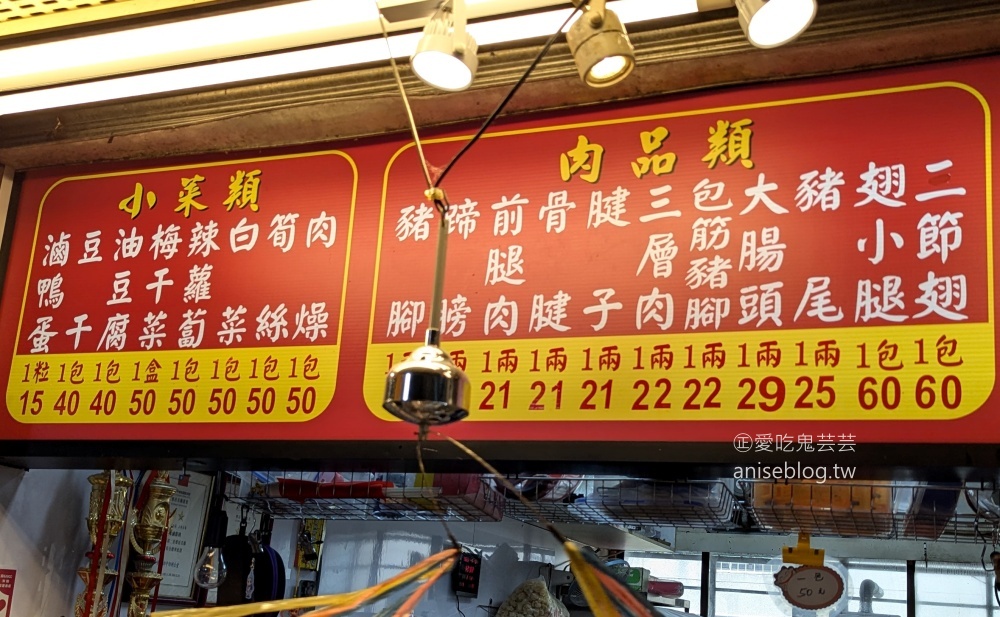 小菜類
滷鴨蛋 1粒 15
豆干 1包 40
油豆腐 1包 40
梅干菜 1盒 50
辣蘿蔔 1包 50
白菜 1包 50
筍絲 1包 50
肉燥 1包 50
肉品類
豬腳
蹄膀 兩
前腿肉 1兩 21
骨腱 1兩 21
腱子 1兩 21
三層肉 1兩 22
包筋豬腳 1兩 22
大腸頭 1兩 29
豬尾 1兩 25
翅小腿 1包 60
二節翅 1包 60
㊣愛吃鬼芸芸
aniseblog.tw
一包
50元